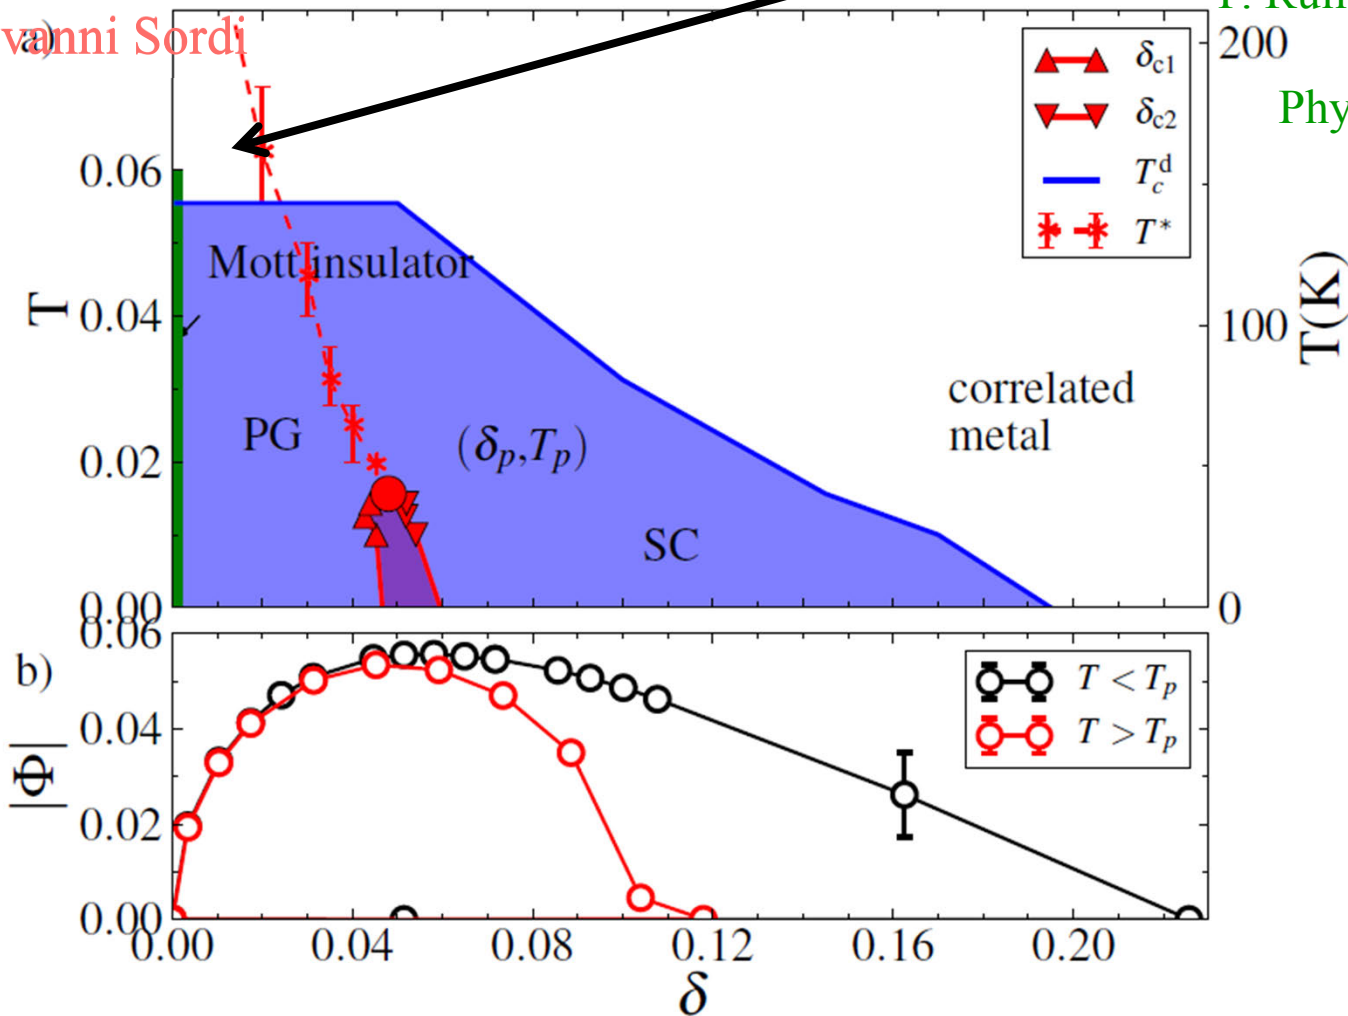 vanni Sordi
a)
200
Phy
δc1
δc2
T_c^d
T*
0.06
Mott insulator
T
0.04
100
T(K)
correlated
metal
PG
(δp,Tp)
0.02
SC
0.00
0
0.06
b)
T < Tp
T > Tp
0.04
|Φ|
0.02
0.00
0.00 0.04 0.08 0.12 0.16 0.20
δ